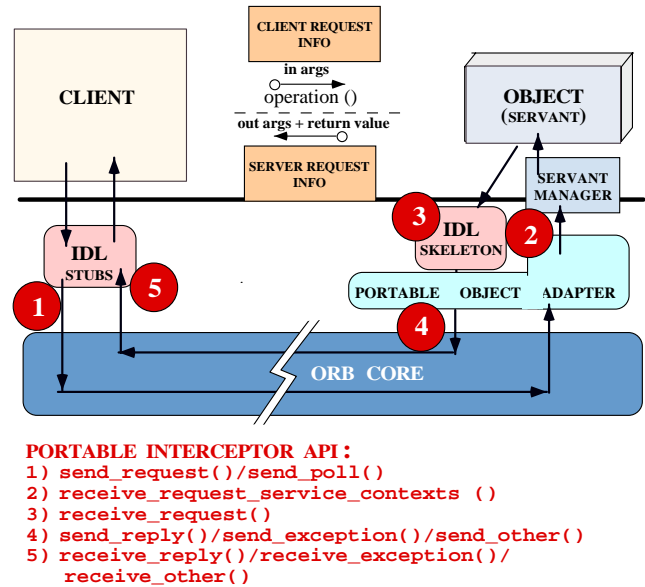 CLIENT REQUEST
INFO
in args
operation ()
out args + return value
SERVER REQUEST
INFO
CLIENT
OBJECT
(SERVANT)
SERVANT
MANAGER
3
2
IDL
SKELETON
IDL
STUBS
1
5
PORTABLE OBJECT ADAPTER
4
ORB CORE
PORTABLE INTERCEPTOR API:
1) send_request()/send_poll()
2) receive_request_service_contexts ()
3) receive_request()
4) send_reply()/send_exception()/send_other()
5) receive_reply()/receive_exception()/
receive_other()